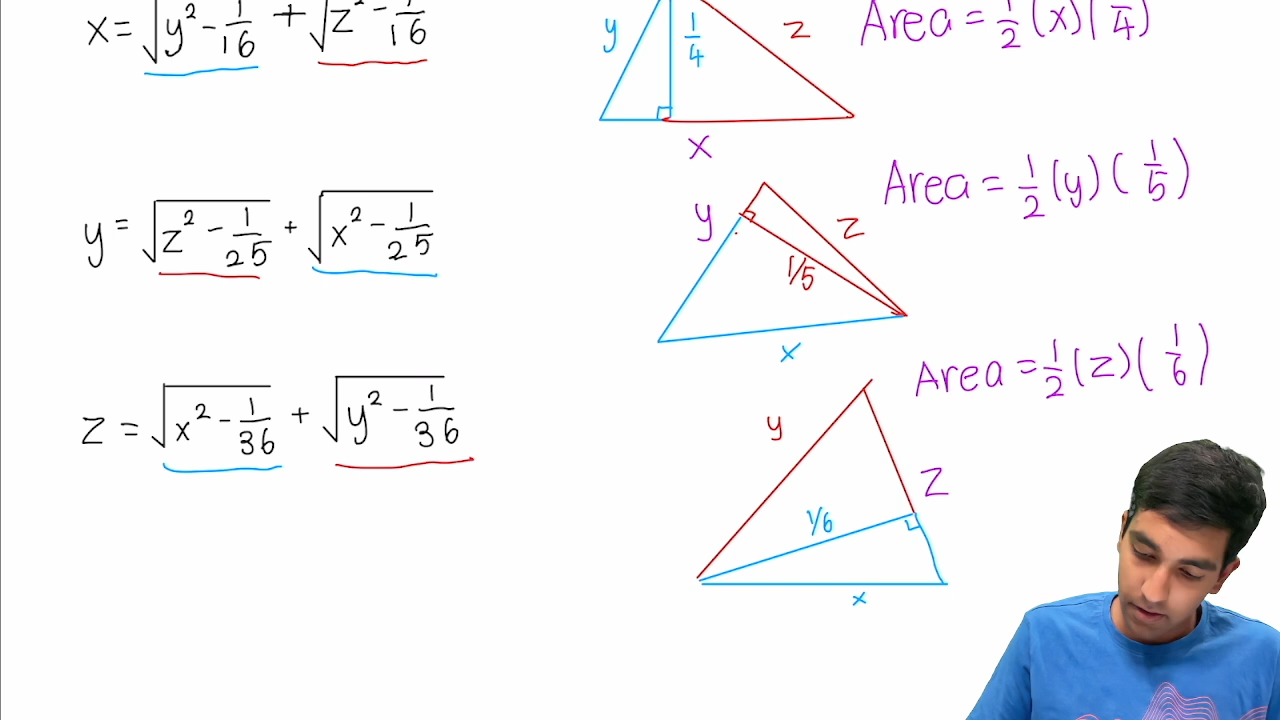 x = √(y² - 1/16) + √(z² - 1/16)
y
1/4
z
Area = 1/2 (x)(1/4)
x
y = √(z² - 1/25) + √(x² - 1/25)
y
z
1/5
x
Area = 1/2 (y)(1/5)
z = √(x² - 1/36) + √(y² - 1/36)
y
z
1/6
x
Area = 1/2 (z)(1/6)